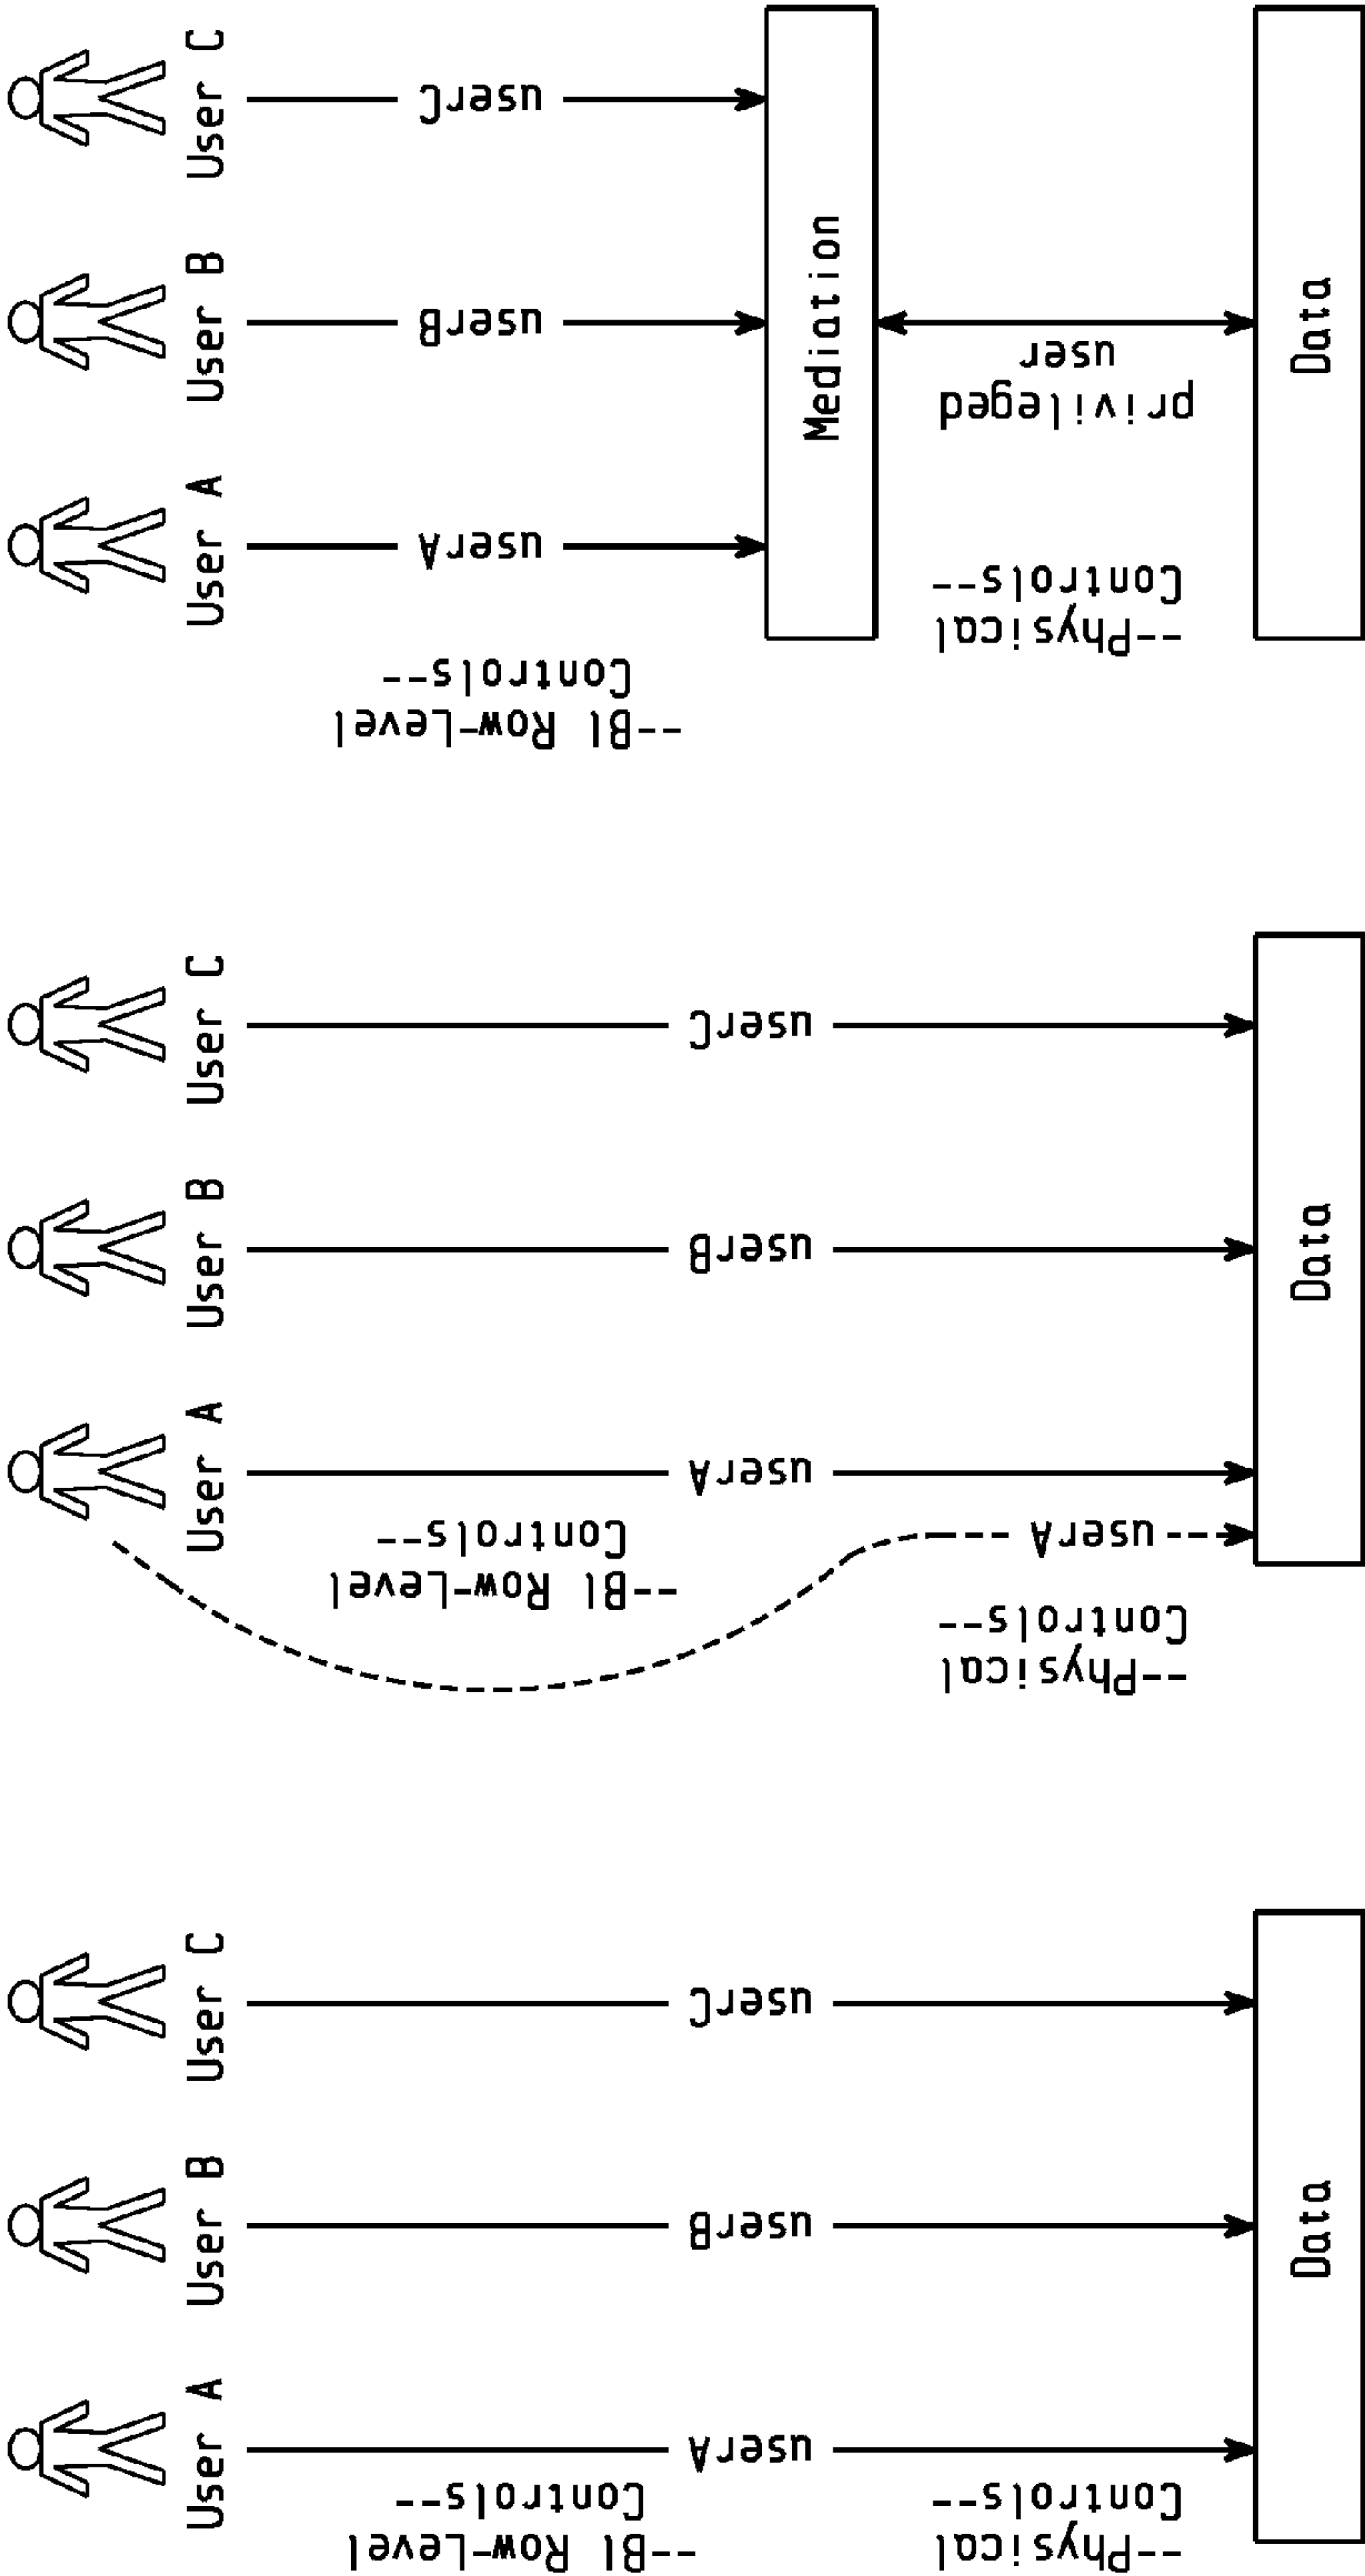 --BI Row-Level
Controls--
--Physical
Controls--
User A
User B
User C
userA
userB
userC
Data
--BI Row-Level
Controls--
--Physical
Controls--
User A
User B
User C
userA
userA
userB
userC
Data
--BI Row-Level
Controls--
--Physical
Controls--
User A
User B
User C
userA
userB
userC
Mediation
privileged
user
Data